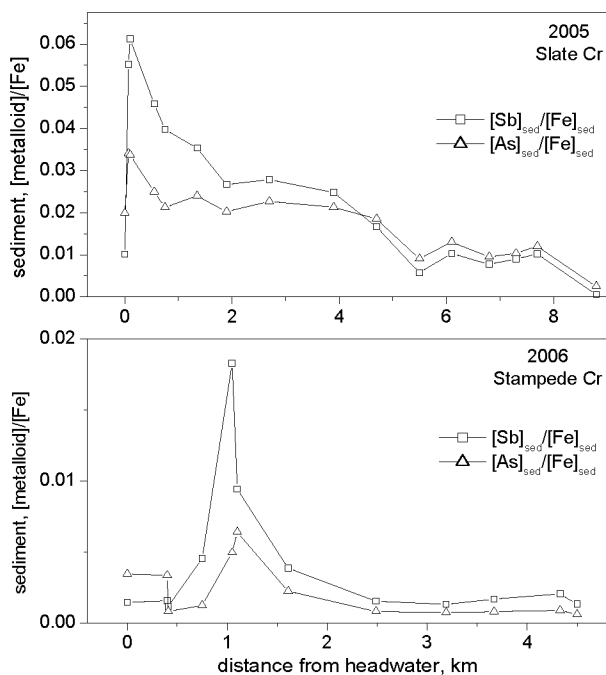 2005
Slate Cr
[Sb]sed/[Fe]sed
[As]sed/[Fe]sed
sediment, [metalloid]/[Fe]
0.06
0.05
0.04
0.03
0.02
0.01
0.00
0 2 4 6 8
2006
Stampede Cr
[Sb]sed/[Fe]sed
[As]sed/[Fe]sed
sediment, [metalloid]/[Fe]
0.02
0.01
0.00
0 1 2 3 4
distance from headwater, km